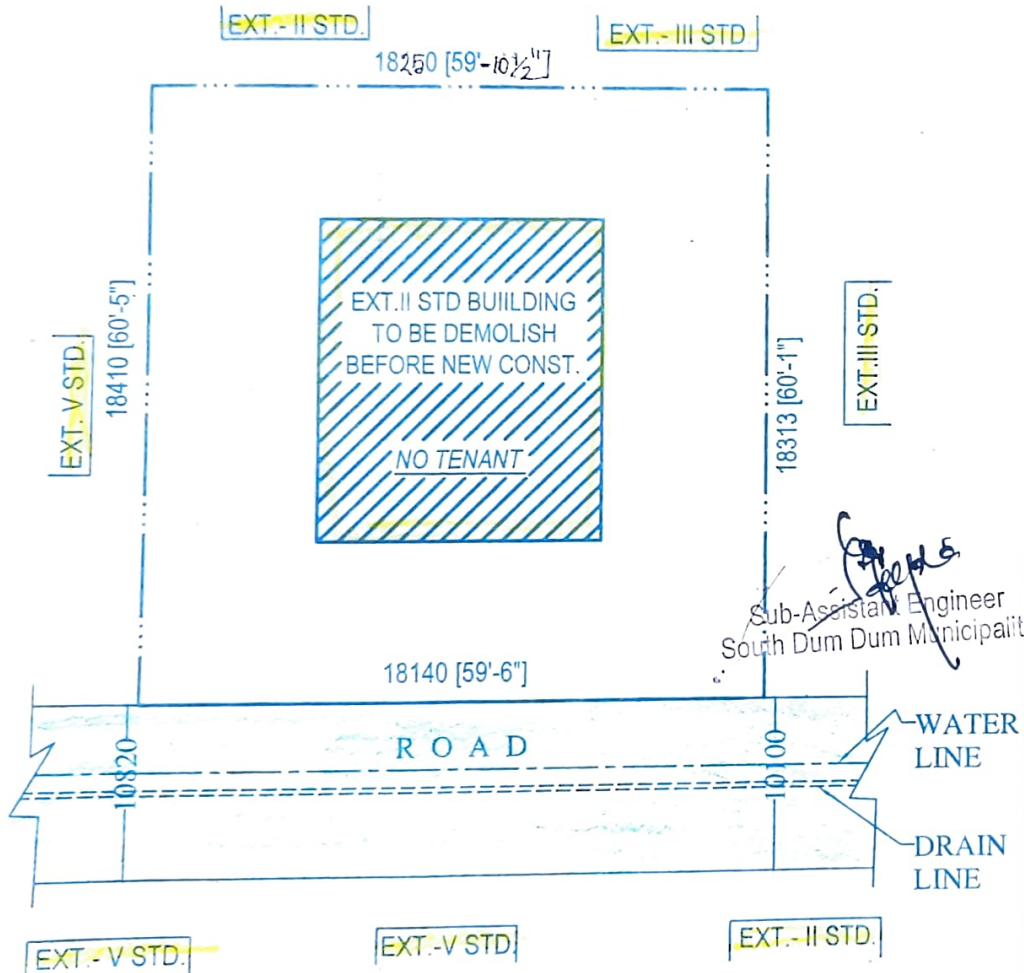 EXT.- II STD.
EXT.- III STD
18250 [59'-10½"]
EXT. V STD.
18410 [60'-5"]
EXT.II STD BUIILDING
TO BE DEMOLISH
BEFORE NEW CONST.
NO TENANT
18313 [60'-1"]
EXT.III STD.
Sub-Assistant Engineer
South Dum Dum Municipalit
18140 [59'-6"]
ROAD
10820
10100
WATER
LINE
DRAIN
LINE
EXT.- V STD.
EXT.-V STD.
EXT.- II STD.